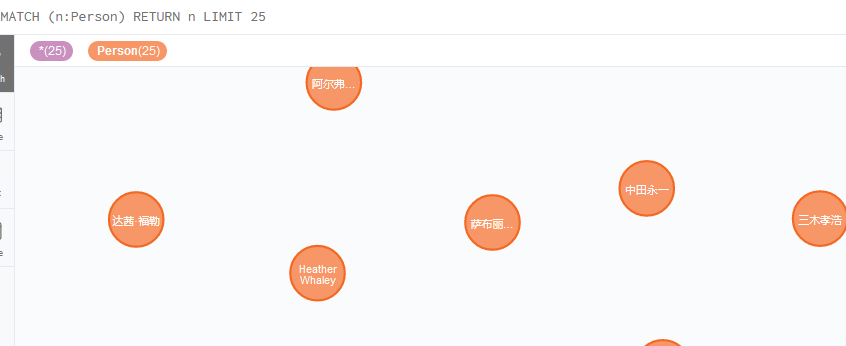 MATCH (n:Person) RETURN n LIMIT 25
*(25) Person(25)
h
e
e
阿尔弗...
中田永一
达茜·福勒
萨布丽...
三木孝浩
Heather
Whaley